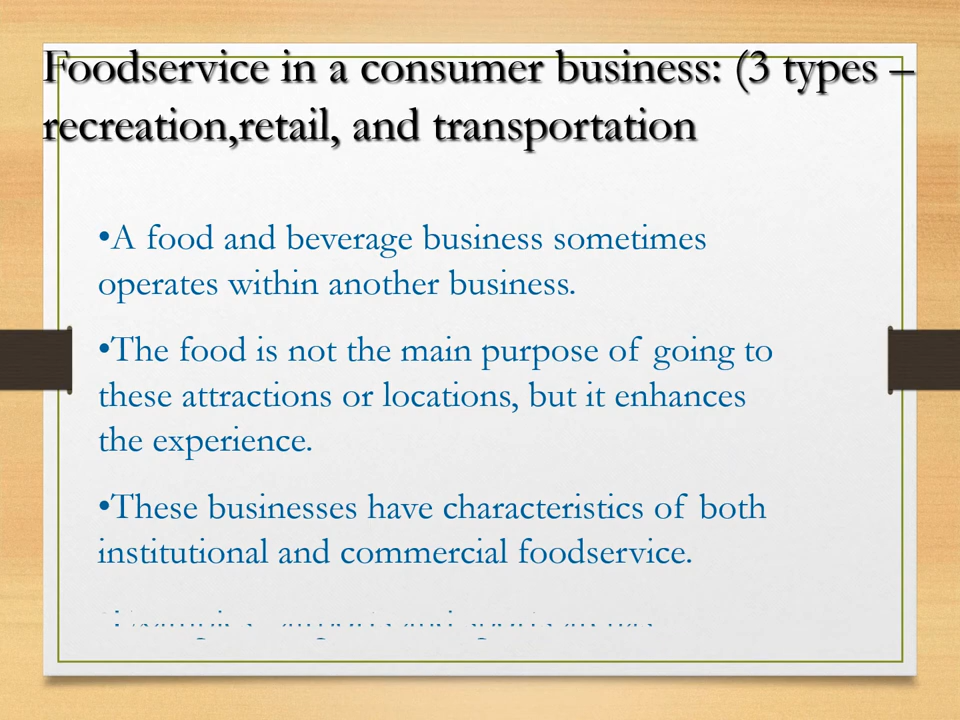 Foodservice in a consumer business: (3 types –
recreation,retail, and transportation
•A food and beverage business sometimes
operates within another business.
•The food is not the main purpose of going to
these attractions or locations, but it enhances
the experience.
•These businesses have characteristics of both
institutional and commercial foodservice.